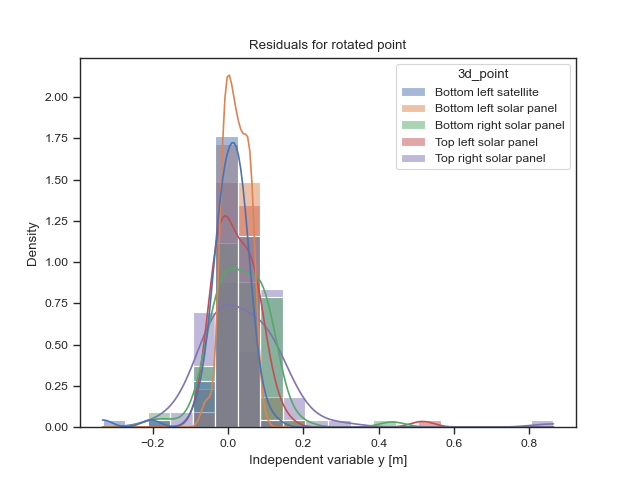 Residuals for rotated point
3d_point
Bottom left satellite
Bottom left solar panel
Bottom right solar panel
Top left solar panel
Top right solar panel
Density
2.00
1.75
1.50
1.25
1.00
0.75
0.50
0.25
0.00
−0.2 0.0 0.2 0.4 0.6 0.8
Independent variable y [m]